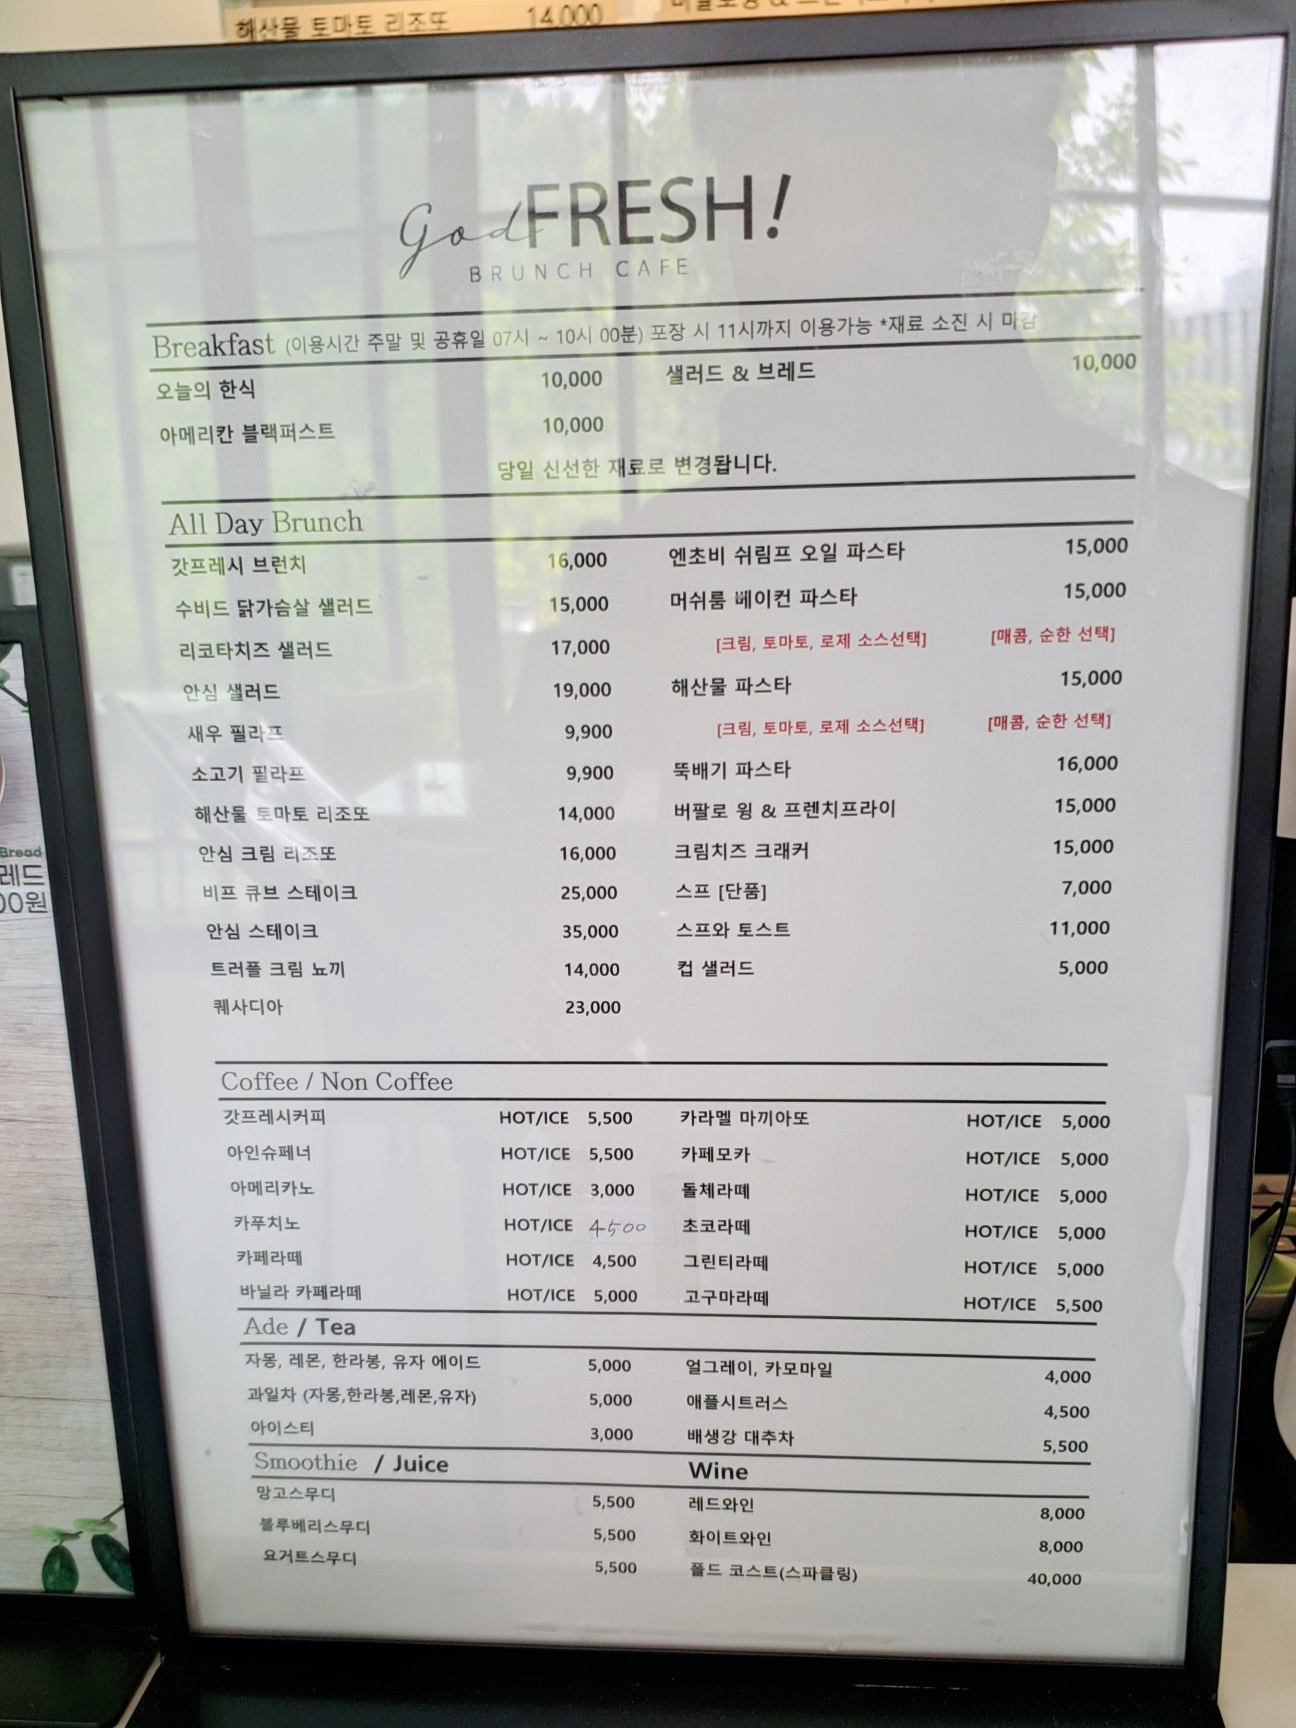 해산물 토마토 리조또 14,000
God FRESH!
BRUNCH CAFE
Breakfast (이용시간 주말 및 공휴일 07시 ~ 10시 00분) 포장 시 11시까지 이용가능 *재료 소진 시 마감
오늘의 한식 10,000 샐러드 & 브레드 10,000
아메리칸 블랙퍼스트 10,000
당일 신선한 재료로 변경돱니다.
All Day Brunch
갓프레시 브런치 16,000 엔초비 쉬림프 오일 파스타 15,000
수비드 닭가슴살 샐러드 15,000 머쉬룸 베이컨 파스타 15,000
리코타치즈 샐러드 17,000 [크림, 토마토, 로제 소스선택] [매콤, 순한 선택]
안심 샐러드 19,000 해산물 파스타 15,000
새우 필라프 9,900 [크림, 토마토, 로제 소스선택] [매콤, 순한 선택]
소고기 필라프 9,900 뚝배기 파스타 16,000
해산물 토마토 리조또 14,000 버팔로 윙 & 프렌치프라이 15,000
안심 크림 리조또 16,000 크림치즈 크래커 15,000
비프 큐브 스테이크 25,000 스프 [단품] 7,000
안심 스테이크 35,000 스프와 토스트 11,000
트러플 크림 뇨끼 14,000 컵 샐러드 5,000
퀘사디아 23,000
Coffee / Non Coffee
갓프레시커피 HOT/ICE 5,500 카라멜 마끼아또 HOT/ICE 5,000
아인슈페너 HOT/ICE 5,500 카페모카 HOT/ICE 5,000
아메리카노 HOT/ICE 3,000 돌체라떼 HOT/ICE 5,000
카푸치노 HOT/ICE 4500 초코라떼 HOT/ICE 5,000
카페라떼 HOT/ICE 4,500 그린티라떼 HOT/ICE 5,000
바닐라 카페라떼 HOT/ICE 5,000 고구마라떼 HOT/ICE 5,500
Ade / Tea
자몽, 레몬, 한라봉, 유자 에이드 5,000 얼그레이, 카모마일 4,000
과일차 (자몽,한라봉,레몬,유자) 5,000 애플시트러스 4,500
아이스티 3,000 배생강 대추차 5,500
Smoothie / Juice Wine
망고스무디 5,500 레드와인 8,000
블루베리스무디 5,500 화이트와인 8,000
요거트스무디 5,500 폴드 코스트(스파클링) 40,000
Bread
레드
00원